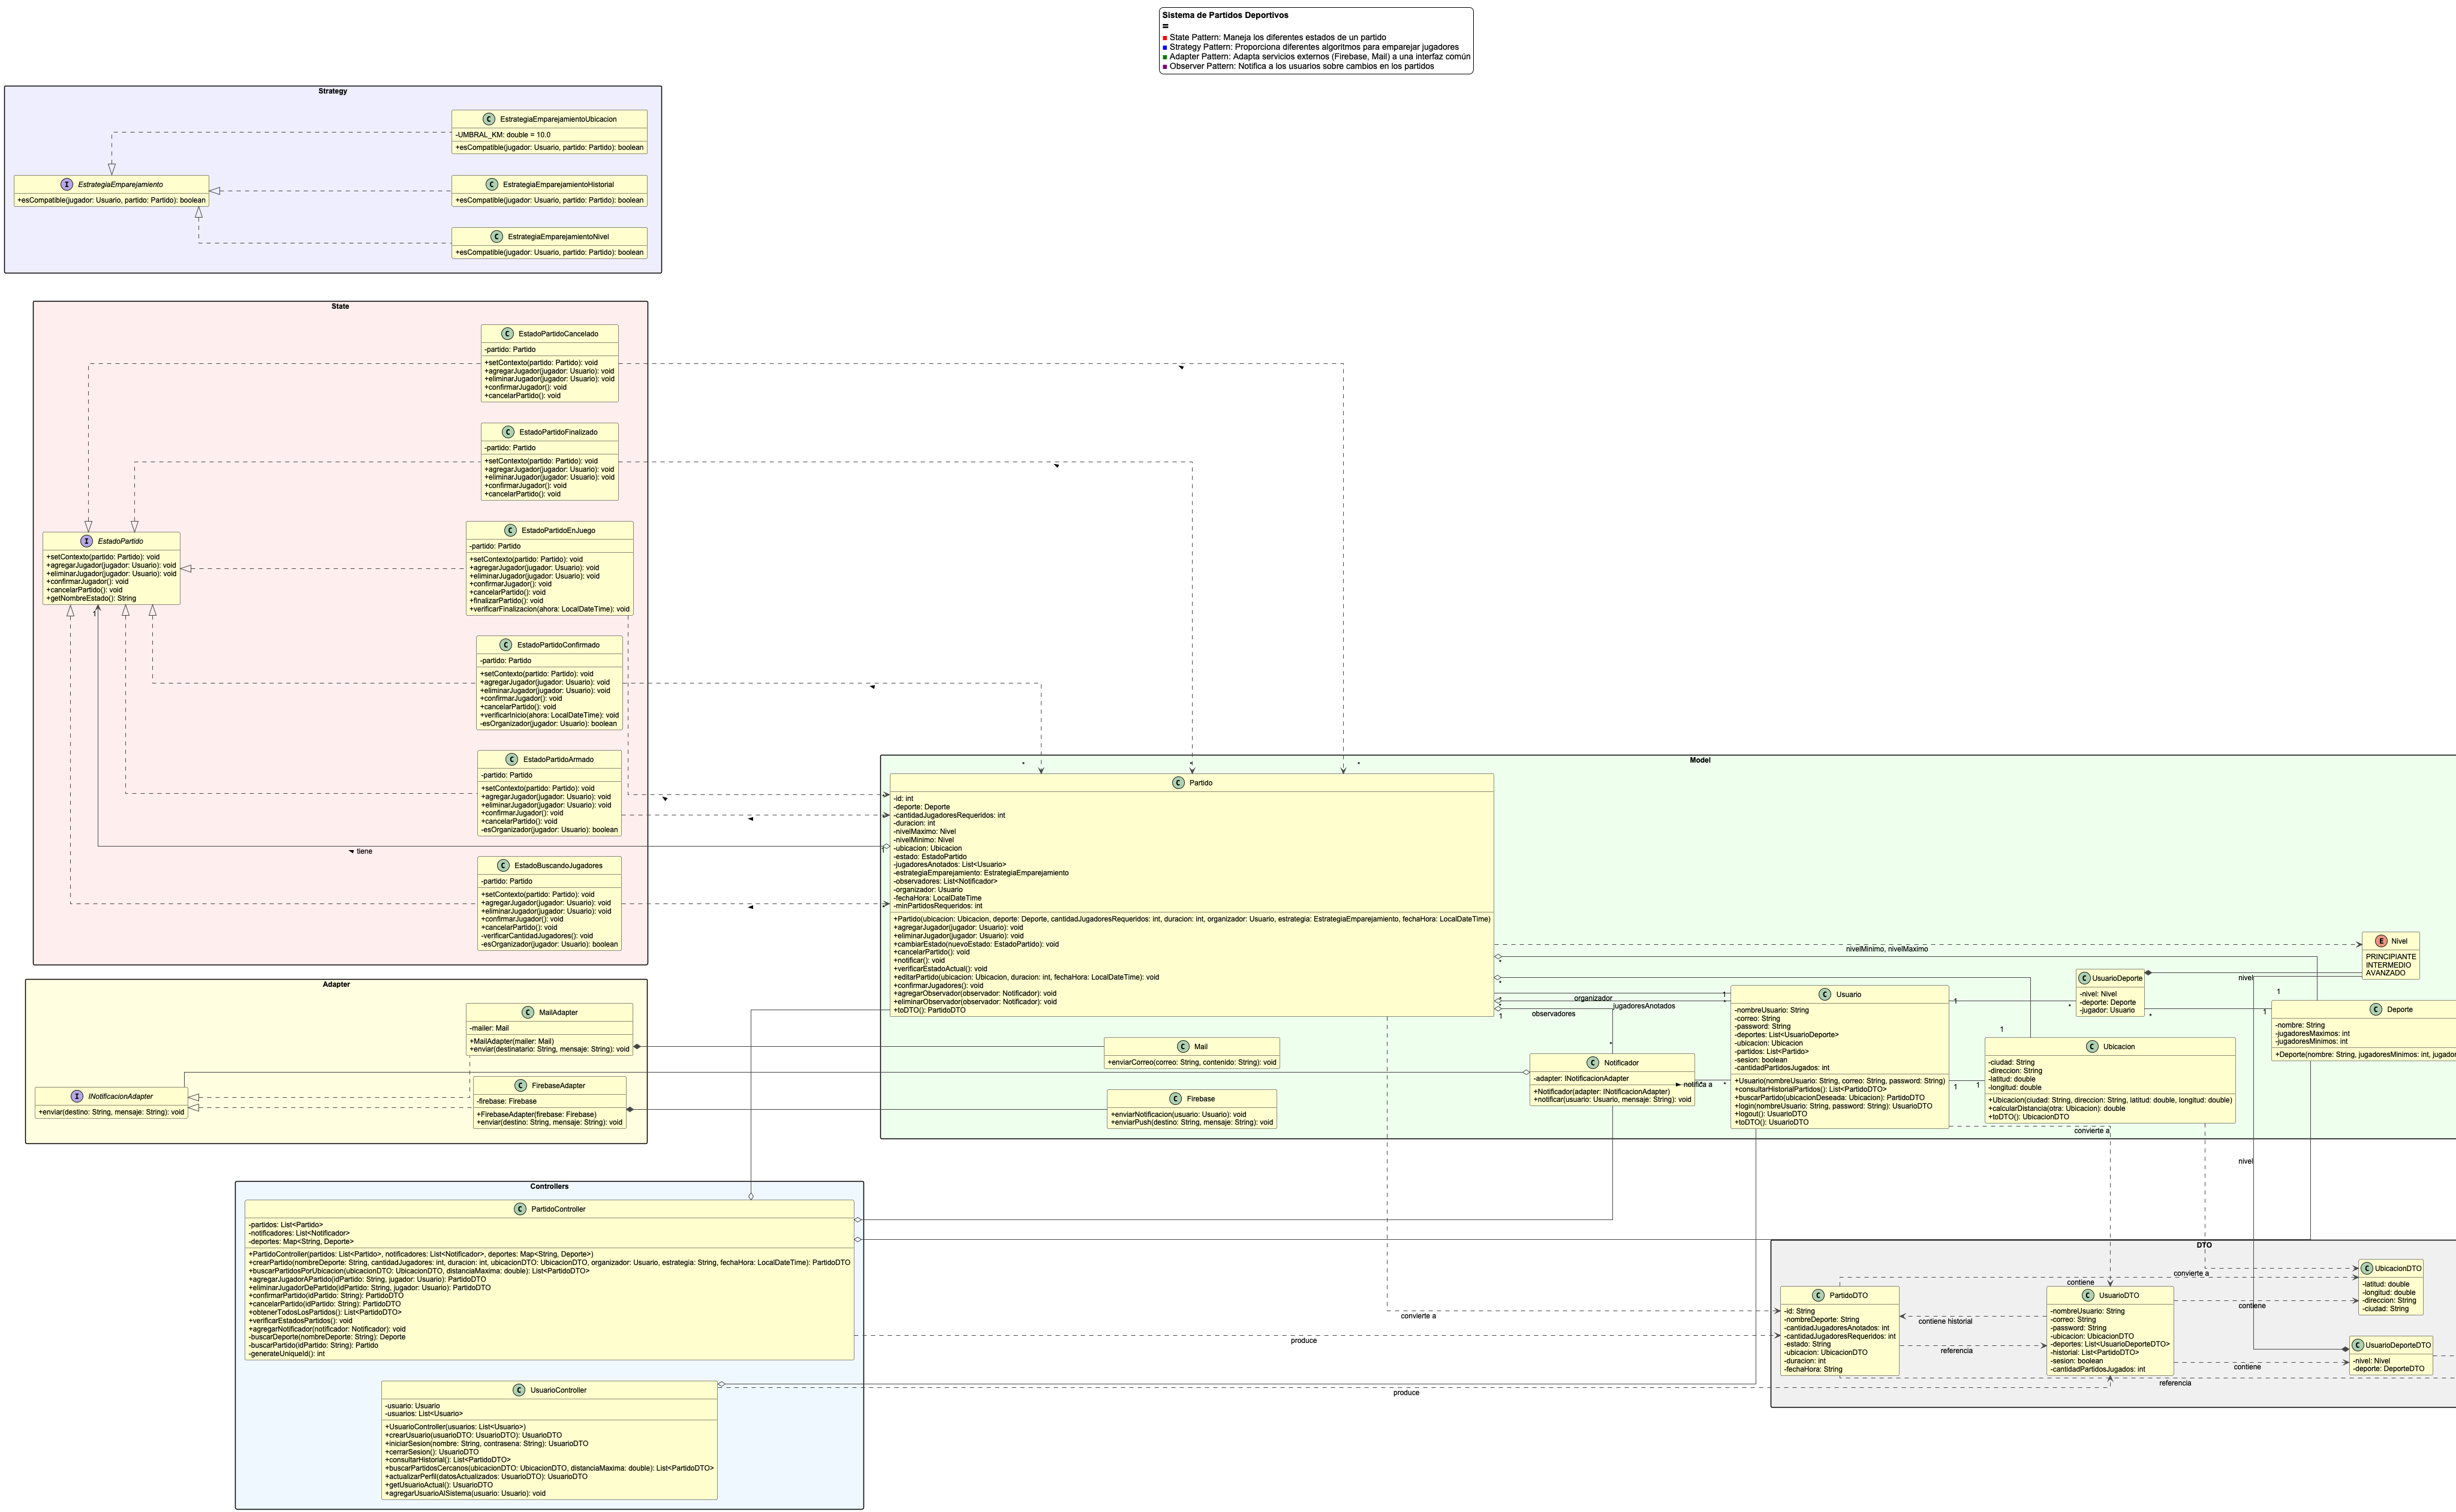 Sistema de Partidos Deportivos
=
State Pattern: Maneja los diferentes estados de un partido
Strategy Pattern: Proporciona diferentes algoritmos para emparejar jugadores
Adapter Pattern: Adapta servicios externos (Firebase, Mail) a una interfaz común
Observer Pattern: Notifica a los usuarios sobre cambios en los partidos
Strategy
C EstrategiaEmparejamientoUbicacion
-UMBRAL_KM: double = 10.0
+esCompatible(jugador: Usuario, partido: Partido): boolean
I EstrategiaEmparejamiento
+esCompatible(jugador: Usuario, partido: Partido): boolean
C EstrategiaEmparejamientoHistorial
+esCompatible(jugador: Usuario, partido: Partido): boolean
C EstrategiaEmparejamientoNivel
+esCompatible(jugador: Usuario, partido: Partido): boolean
State
C EstadoPartidoCancelado
-partido: Partido
+setContexto(partido: Partido): void
+agregarJugador(jugador: Usuario): void
+eliminarJugador(jugador: Usuario): void
+confirmarJugador(): void
+cancelarPartido(): void
C EstadoPartidoFinalizado
-partido: Partido
+setContexto(partido: Partido): void
+agregarJugador(jugador: Usuario): void
+eliminarJugador(jugador: Usuario): void
+confirmarJugador(): void
+cancelarPartido(): void
I EstadoPartido
+setContexto(partido: Partido): void
+agregarJugador(jugador: Usuario): void
+eliminarJugador(jugador: Usuario): void
+confirmarJugador(): void
+cancelarPartido(): void
+getNombreEstado(): String
1
C EstadoPartidoEnJuego
-partido: Partido
+setContexto(partido: Partido): void
+agregarJugador(jugador: Usuario): void
+eliminarJugador(jugador: Usuario): void
+confirmarJugador(): void
+cancelarPartido(): void
+finalizarPartido(): void
+verificarFinalizacion(ahora: LocalDateTime): void
C EstadoPartidoConfirmado
-partido: Partido
+setContexto(partido: Partido): void
+agregarJugador(jugador: Usuario): void
+eliminarJugador(jugador: Usuario): void
+confirmarJugador(): void
+cancelarPartido(): void
+verificarInicio(ahora: LocalDateTime): void
-esOrganizador(jugador: Usuario): boolean
C EstadoPartidoArmado
-partido: Partido
+setContexto(partido: Partido): void
+agregarJugador(jugador: Usuario): void
+eliminarJugador(jugador: Usuario): void
+confirmarJugador(): void
+cancelarPartido(): void
-esOrganizador(jugador: Usuario): boolean
tiene
C EstadoBuscandoJugadores
-partido: Partido
+setContexto(partido: Partido): void
+agregarJugador(jugador: Usuario): void
+eliminarJugador(jugador: Usuario): void
+confirmarJugador(): void
+cancelarPartido(): void
-verificarCantidadJugadores(): void
-esOrganizador(jugador: Usuario): boolean
Model
* * *
C Partido
-id: int
-deporte: Deporte
-cantidadJugadoresRequeridos: int
-duracion: int
-nivelMaximo: Nivel
-nivelMinimo: Nivel
-ubicacion: Ubicacion
-estado: EstadoPartido
-jugadoresAnotados: List<Usuario>
-estrategiaEmparejamiento: EstrategiaEmparejamiento
-observadores: List<Notificador>
-organizador: Usuario
-fechaHora: LocalDateTime
-minPartidosRequeridos: int
+Partido(ubicacion: Ubicacion, deporte: Deporte, cantidadJugadoresRequeridos: int, duracion: int, organizador: Usuario, estrategia: EstrategiaEmparejamiento, fechaHora: LocalDateTime)
+agregarJugador(jugador: Usuario): void
+eliminarJugador(jugador: Usuario): void
+cambiarEstado(nuevoEstado: EstadoPartido): void
+cancelarPartido(): void
+notificar(): void
+verificarEstadoActual(): void
+editarPartido(ubicacion: Ubicacion, duracion: int, fechaHora: LocalDateTime): void
+confirmarJugadores(): void
+agregarObservador(observador: Notificador): void
+eliminarObservador(observador: Notificador): void
+toDTO(): PartidoDTO
1
nivelMinimo, nivelMaximo
E Nivel
PRINCIPIANTE
INTERMEDIO
AVANZADO
nivel
C UsuarioDeporte
-nivel: Nivel
-deporte: Deporte
-jugador: Usuario
organizador
jugadoresAnotados
observadores
C Usuario
-nombreUsuario: String
-correo: String
-password: String
-deportes: List<UsuarioDeporte>
-ubicacion: Ubicacion
-partidos: List<Partido>
-sesion: boolean
-cantidadPartidosJugados: int
+Usuario(nombreUsuario: String, correo: String, password: String)
+consultarHistorialPartidos(): List<PartidoDTO>
+buscarPartido(ubicacionDeseada: Ubicacion): PartidoDTO
+login(nombreUsuario: String, password: String): UsuarioDTO
+logout(): UsuarioDTO
+toDTO(): UsuarioDTO
C Deporte
-nombre: String
-jugadoresMaximos: int
-jugadoresMinimos: int
+Deporte(nombre: String, jugadoresMinimos: int, jugador
C Ubicacion
-ciudad: String
-direccion: String
-latitud: double
-longitud: double
+Ubicacion(ciudad: String, direccion: String, latitud: double, longitud: double)
+calcularDistancia(otra: Ubicacion): double
+toDTO(): UbicacionDTO
C Notificador
-adapter: INotificacionAdapter
+Notificador(adapter: INotificacionAdapter)
+notificar(usuario: Usuario, mensaje: String): void
notifica a
C Mail
+enviarCorreo(correo: String, contenido: String): void
C Firebase
+enviarNotificacion(usuario: Usuario): void
+enviarPush(destino: String, mensaje: String): void
Adapter
C MailAdapter
-mailer: Mail
+MailAdapter(mailer: Mail)
+enviar(destinatario: String, mensaje: String): void
I INotificacionAdapter
+enviar(destino: String, mensaje: String): void
C FirebaseAdapter
-firebase: Firebase
+FirebaseAdapter(firebase: Firebase)
+enviar(destino: String, mensaje: String): void
convierte a
nivel
Controllers
C PartidoController
-partidos: List<Partido>
-notificadores: List<Notificador>
-deportes: Map<String, Deporte>
+PartidoController(partidos: List<Partido>, notificadores: List<Notificador>, deportes: Map<String, Deporte>)
+crearPartido(nombreDeporte: String, cantidadJugadores: int, duracion: int, ubicacionDTO: UbicacionDTO, organizador: Usuario, estrategia: String, fechaHora: LocalDateTime): PartidoDTO
+buscarPartidosPorUbicacion(ubicacionDTO: UbicacionDTO, distanciaMaxima: double): List<PartidoDTO>
+agregarJugadorAPartido(idPartido: String, jugador: Usuario): PartidoDTO
+eliminarJugadorDePartido(idPartido: String, jugador: Usuario): PartidoDTO
+confirmarPartido(idPartido: String): PartidoDTO
+cancelarPartido(idPartido: String): PartidoDTO
+obtenerTodosLosPartidos(): List<PartidoDTO>
+verificarEstadosPartidos(): void
+agregarNotificador(notificador: Notificador): void
-buscarDeporte(nombreDeporte: String): Deporte
-buscarPartido(idPartido: String): Partido
-generateUniqueId(): int
C UsuarioController
-usuario: Usuario
-usuarios: List<Usuario>
+UsuarioController(usuarios: List<Usuario>)
+crearUsuario(usuarioDTO: UsuarioDTO): UsuarioDTO
+iniciarSesion(nombre: String, contrasena: String): UsuarioDTO
+cerrarSesion(): UsuarioDTO
+consultarHistorial(): List<PartidoDTO>
+buscarPartidosCercanos(ubicacionDTO: UbicacionDTO, distanciaMaxima: double): List<PartidoDTO>
+actualizarPerfil(datosActualizados: UsuarioDTO): UsuarioDTO
+getUsuarioActual(): UsuarioDTO
+agregarUsuarioAlSistema(usuario: Usuario): void
convierte a
produce
produce
DTO
convierte a
contiene
C UbicacionDTO
-latitud: double
-longitud: double
-direccion: String
-ciudad: String
C PartidoDTO
-id: String
-nombreDeporte: String
-cantidadJugadoresAnotados: int
-cantidadJugadoresRequeridos: int
-estado: String
-ubicacion: UbicacionDTO
-duracion: int
-fechaHora: String
contiene historial
referencia
C UsuarioDTO
-nombreUsuario: String
-correo: String
-password: String
-ubicacion: UbicacionDTO
-deportes: List<UsuarioDeporteDTO>
-historial: List<PartidoDTO>
-sesion: boolean
-cantidadPartidosJugados: int
contiene
contiene
C UsuarioDeporteDTO
-nivel: Nivel
-deporte: DeporteDTO
referencia